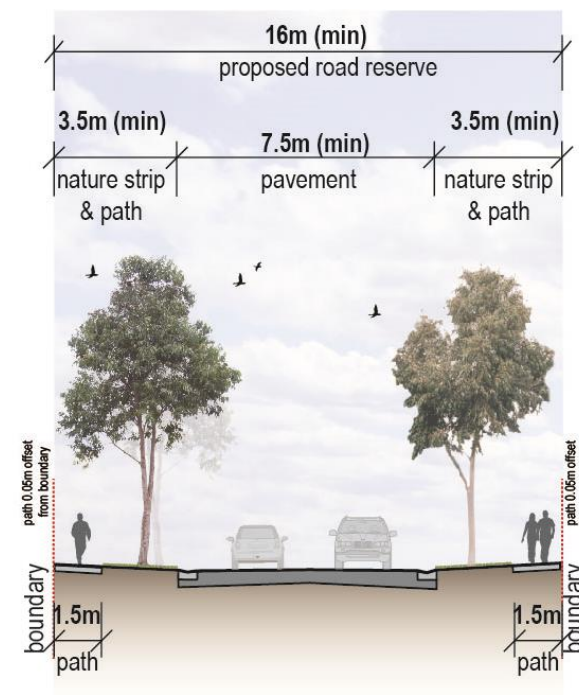 16m (min)
proposed road reserve
3.5m (min)
7.5m (min)
3.5m (min)
nature strip
& path
pavement
nature strip
& path
path 0.05m offset
from boundary
path 0.05m offset
boundary
boundary
1.5m
path
1.5m
path